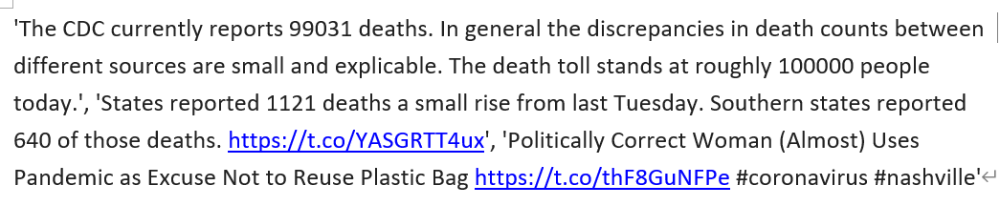 'The CDC currently reports 99031 deaths. In general the discrepancies in death counts between
different sources are small and explicable. The death toll stands at roughly 100000 people
today.', 'States reported 1121 deaths a small rise from last Tuesday. Southern states reported
640 of those deaths. https://t.co/YASGRTT4ux', 'Politically Correct Woman (Almost) Uses
Pandemic as Excuse Not to Reuse Plastic Bag https://t.co/thF8GuNFPe #coronavirus #nashville'